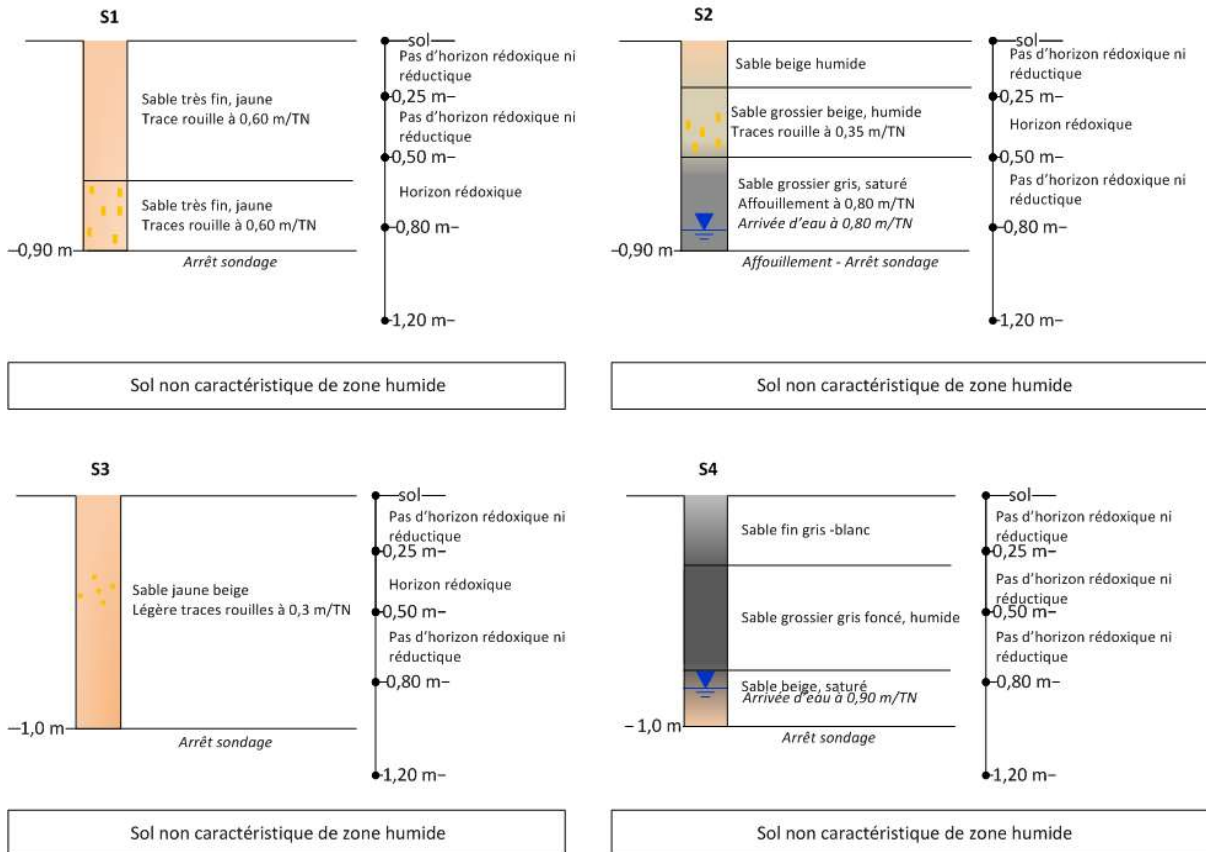 S1
Sable très fin, jaune
Trace rouille à 0,60 m/TN
Sable très fin, jaune
Traces rouille à 0,60 m/TN
0,90 m
Arrêt sondage
sol
Pas d'horizon rédoxique ni
réductique
0,25 m
Pas d'horizon rédoxique ni
réductique
0,50 m
Horizon rédoxique
0,80 m
1,20 m
Sol non caractéristique de zone humide
S2
Sable beige humide
Sable grossier beige, humide
Traces rouille à 0,35 m/TN
Sable grossier gris, saturé
Affouillement à 0,80 m/TN
Arrivée d'eau à 0,80 m/TN
0,90 m
Affouillement - Arrêt sondage
sol
Pas d'horizon rédoxique ni
réductique
0,25 m
Horizon rédoxique
0,50 m
Pas d'horizon rédoxique ni
réductique
0,80 m
1,20 m
Sol non caractéristique de zone humide
S3
Sable jaune beige
Légère traces rouilles à 0,3 m/TN
1,0 m
Arrêt sondage
sol
Pas d'horizon rédoxique ni
réductique
0,25 m
Horizon rédoxique
0,50 m
Pas d'horizon rédoxique ni
réductique
0,80 m
1,20 m
Sol non caractéristique de zone humide
S4
Sable fin gris -blanc
Sable grossier gris foncé, humide
Sable beige, saturé
Arrivée d'eau à 0,90 m/TN
1,0 m
Arrêt sondage
sol
Pas d'horizon rédoxique ni
réductique
0,25 m
Pas d'horizon rédoxique ni
réductique
0,50 m
Pas d'horizon rédoxique ni
réductique
0,80 m
1,20 m
Sol non caractéristique de zone humide